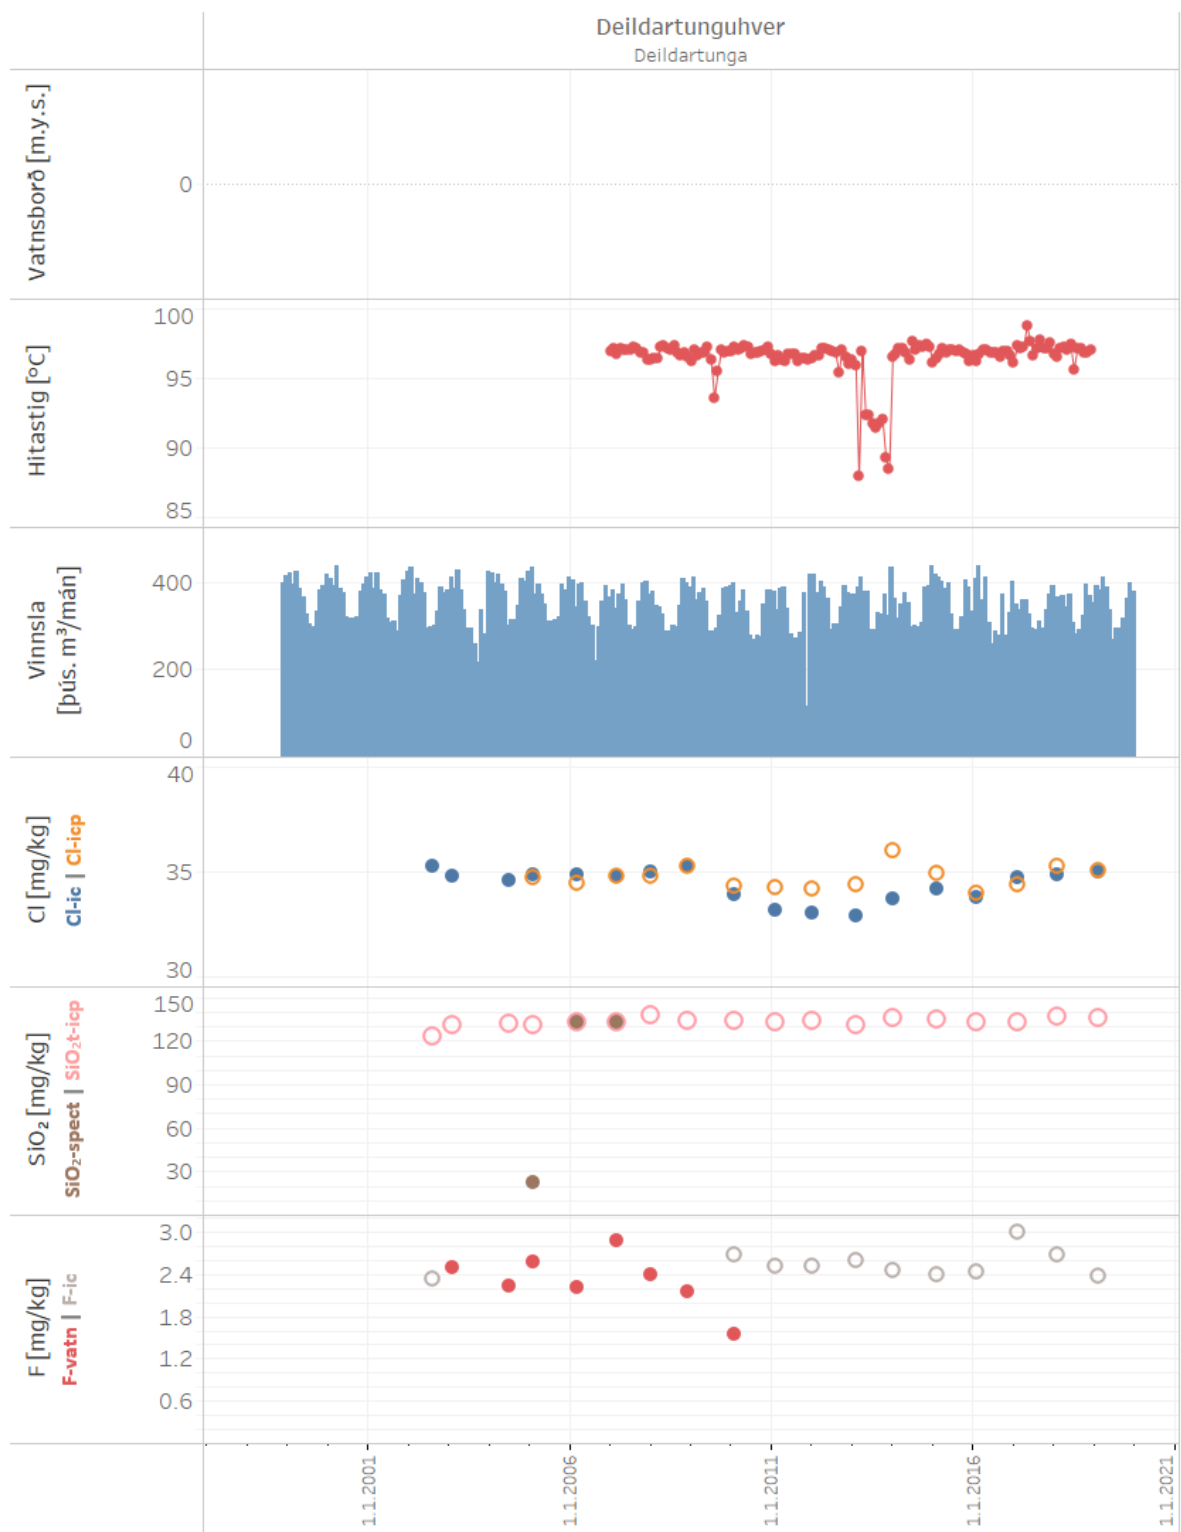 Deildartunguhver
Deildartunga
Vatnsborð [m.y.s.]
0
Hitastig [°C]
100
95
90
85
Vinnsla
[þús. m³/mán]
400
200
0
Cl [mg/kg]
Cl-ic | Cl-icp
40
35
30
SiO₂ [mg/kg]
SiO₂-spect | SiO₂t-icp
150
120
90
60
30
F [mg/kg]
F-vatn | F-ic
3.0
2.4
1.8
1.2
0.6
1.1.2001
1.1.2006
1.1.2011
1.1.2016
1.1.2021